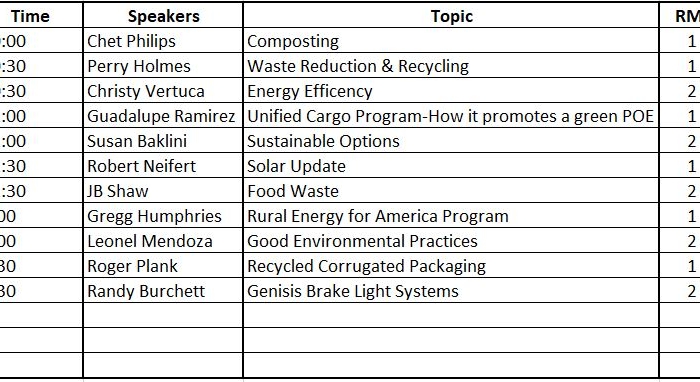 Time Speakers Topic RM
:00 Chet Philips Composting 1
:30 Perry Holmes Waste Reduction & Recycling 1
:30 Christy Vertuca Energy Efficency 2
:00 Guadalupe Ramirez Unified Cargo Program-How it promotes a green POE 1
:00 Susan Baklini Sustainable Options 2
:30 Robert Neifert Solar Update 1
:30 JB Shaw Food Waste 2
00 Gregg Humphries Rural Energy for America Program 1
00 Leonel Mendoza Good Environmental Practices 2
30 Roger Plank Recycled Corrugated Packaging 1
30 Randy Burchett Genisis Brake Light Systems 2